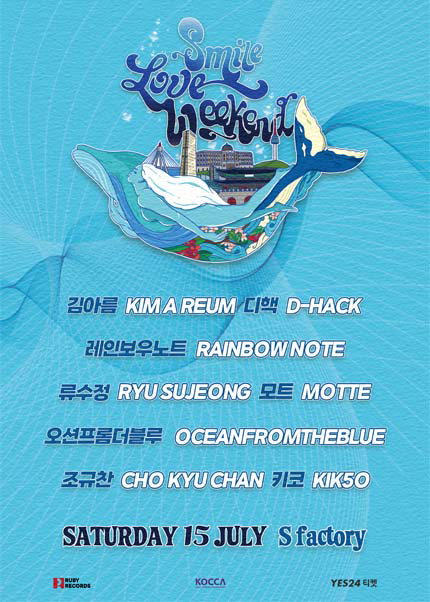 Smile
Love
Weekend
김아름 KIM A REUM 디핵 D-HACK
레인보우노트 RAINBOW NOTE
류수정 RYU SUJEONG 모트 MOTTE
오션프롬더블루 OCEANFROMTHEBLUE
조규찬 CHO KYU CHAN 키코 KIK5O
SATURDAY 15 JULY S factory
RUBY RECORDS KOCCA YES24 티켓